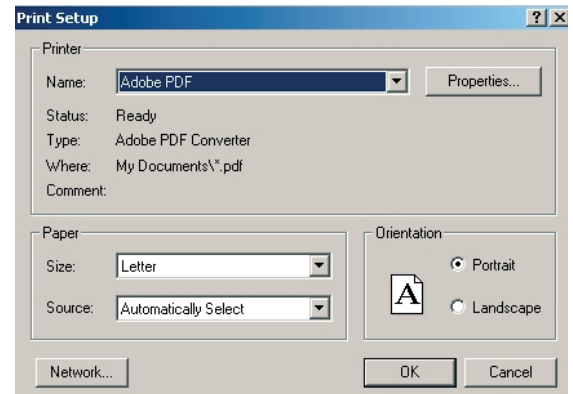 Print Setup
Printer
Name: Adobe PDF Properties...
Status: Ready
Type: Adobe PDF Converter
Where: My Documents\*.pdf
Comment:
Paper
Size: Letter
Source: Automatically Select
Orientation
A
Portrait
Landscape
Network... OK Cancel